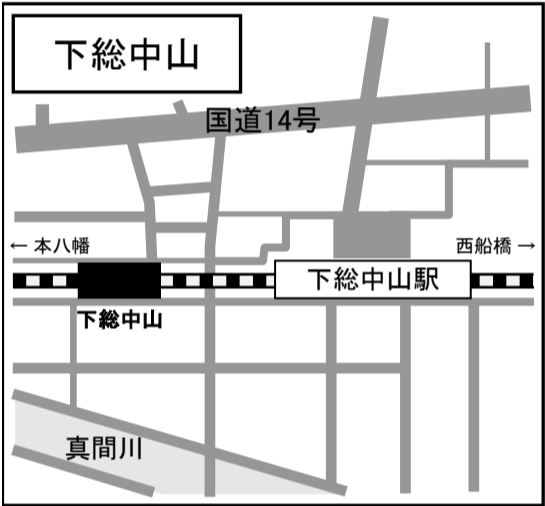 下総中山
国道14号
← 本八幡
西船橋 →
下総中山駅
下総中山
真間川